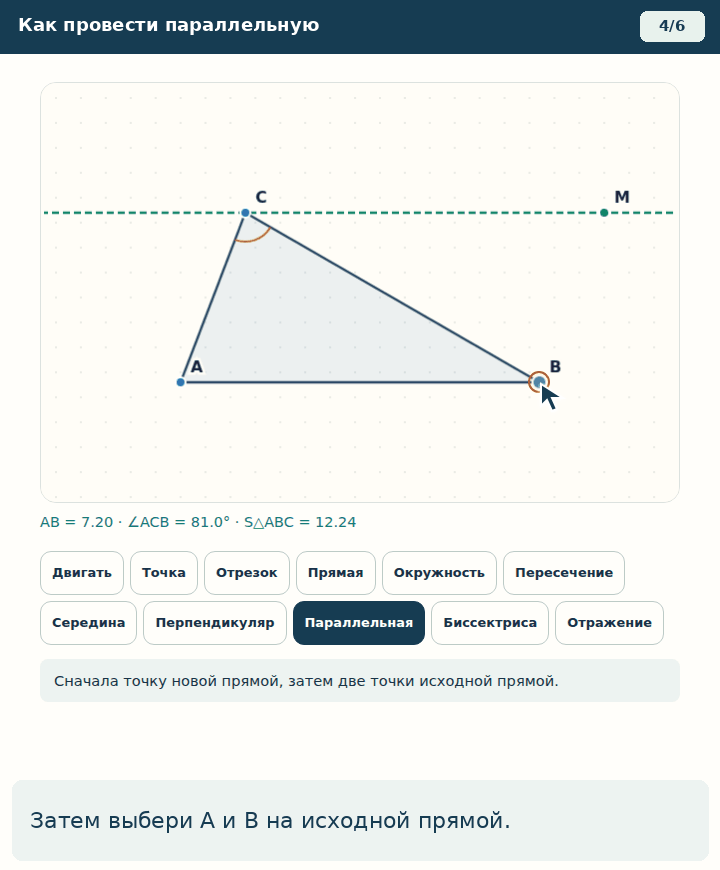 Как провести параллельную
4/6
C
M
A
B
AB = 7.20 · ∠ACB = 81.0° · S△ABC = 12.24
Двигать Точка Отрезок Прямая Окружность Пересечение
Середина Перпендикуляр Параллельная Биссектриса Отражение
Сначала точку новой прямой, затем две точки исходной прямой.
Затем выбери A и B на исходной прямой.